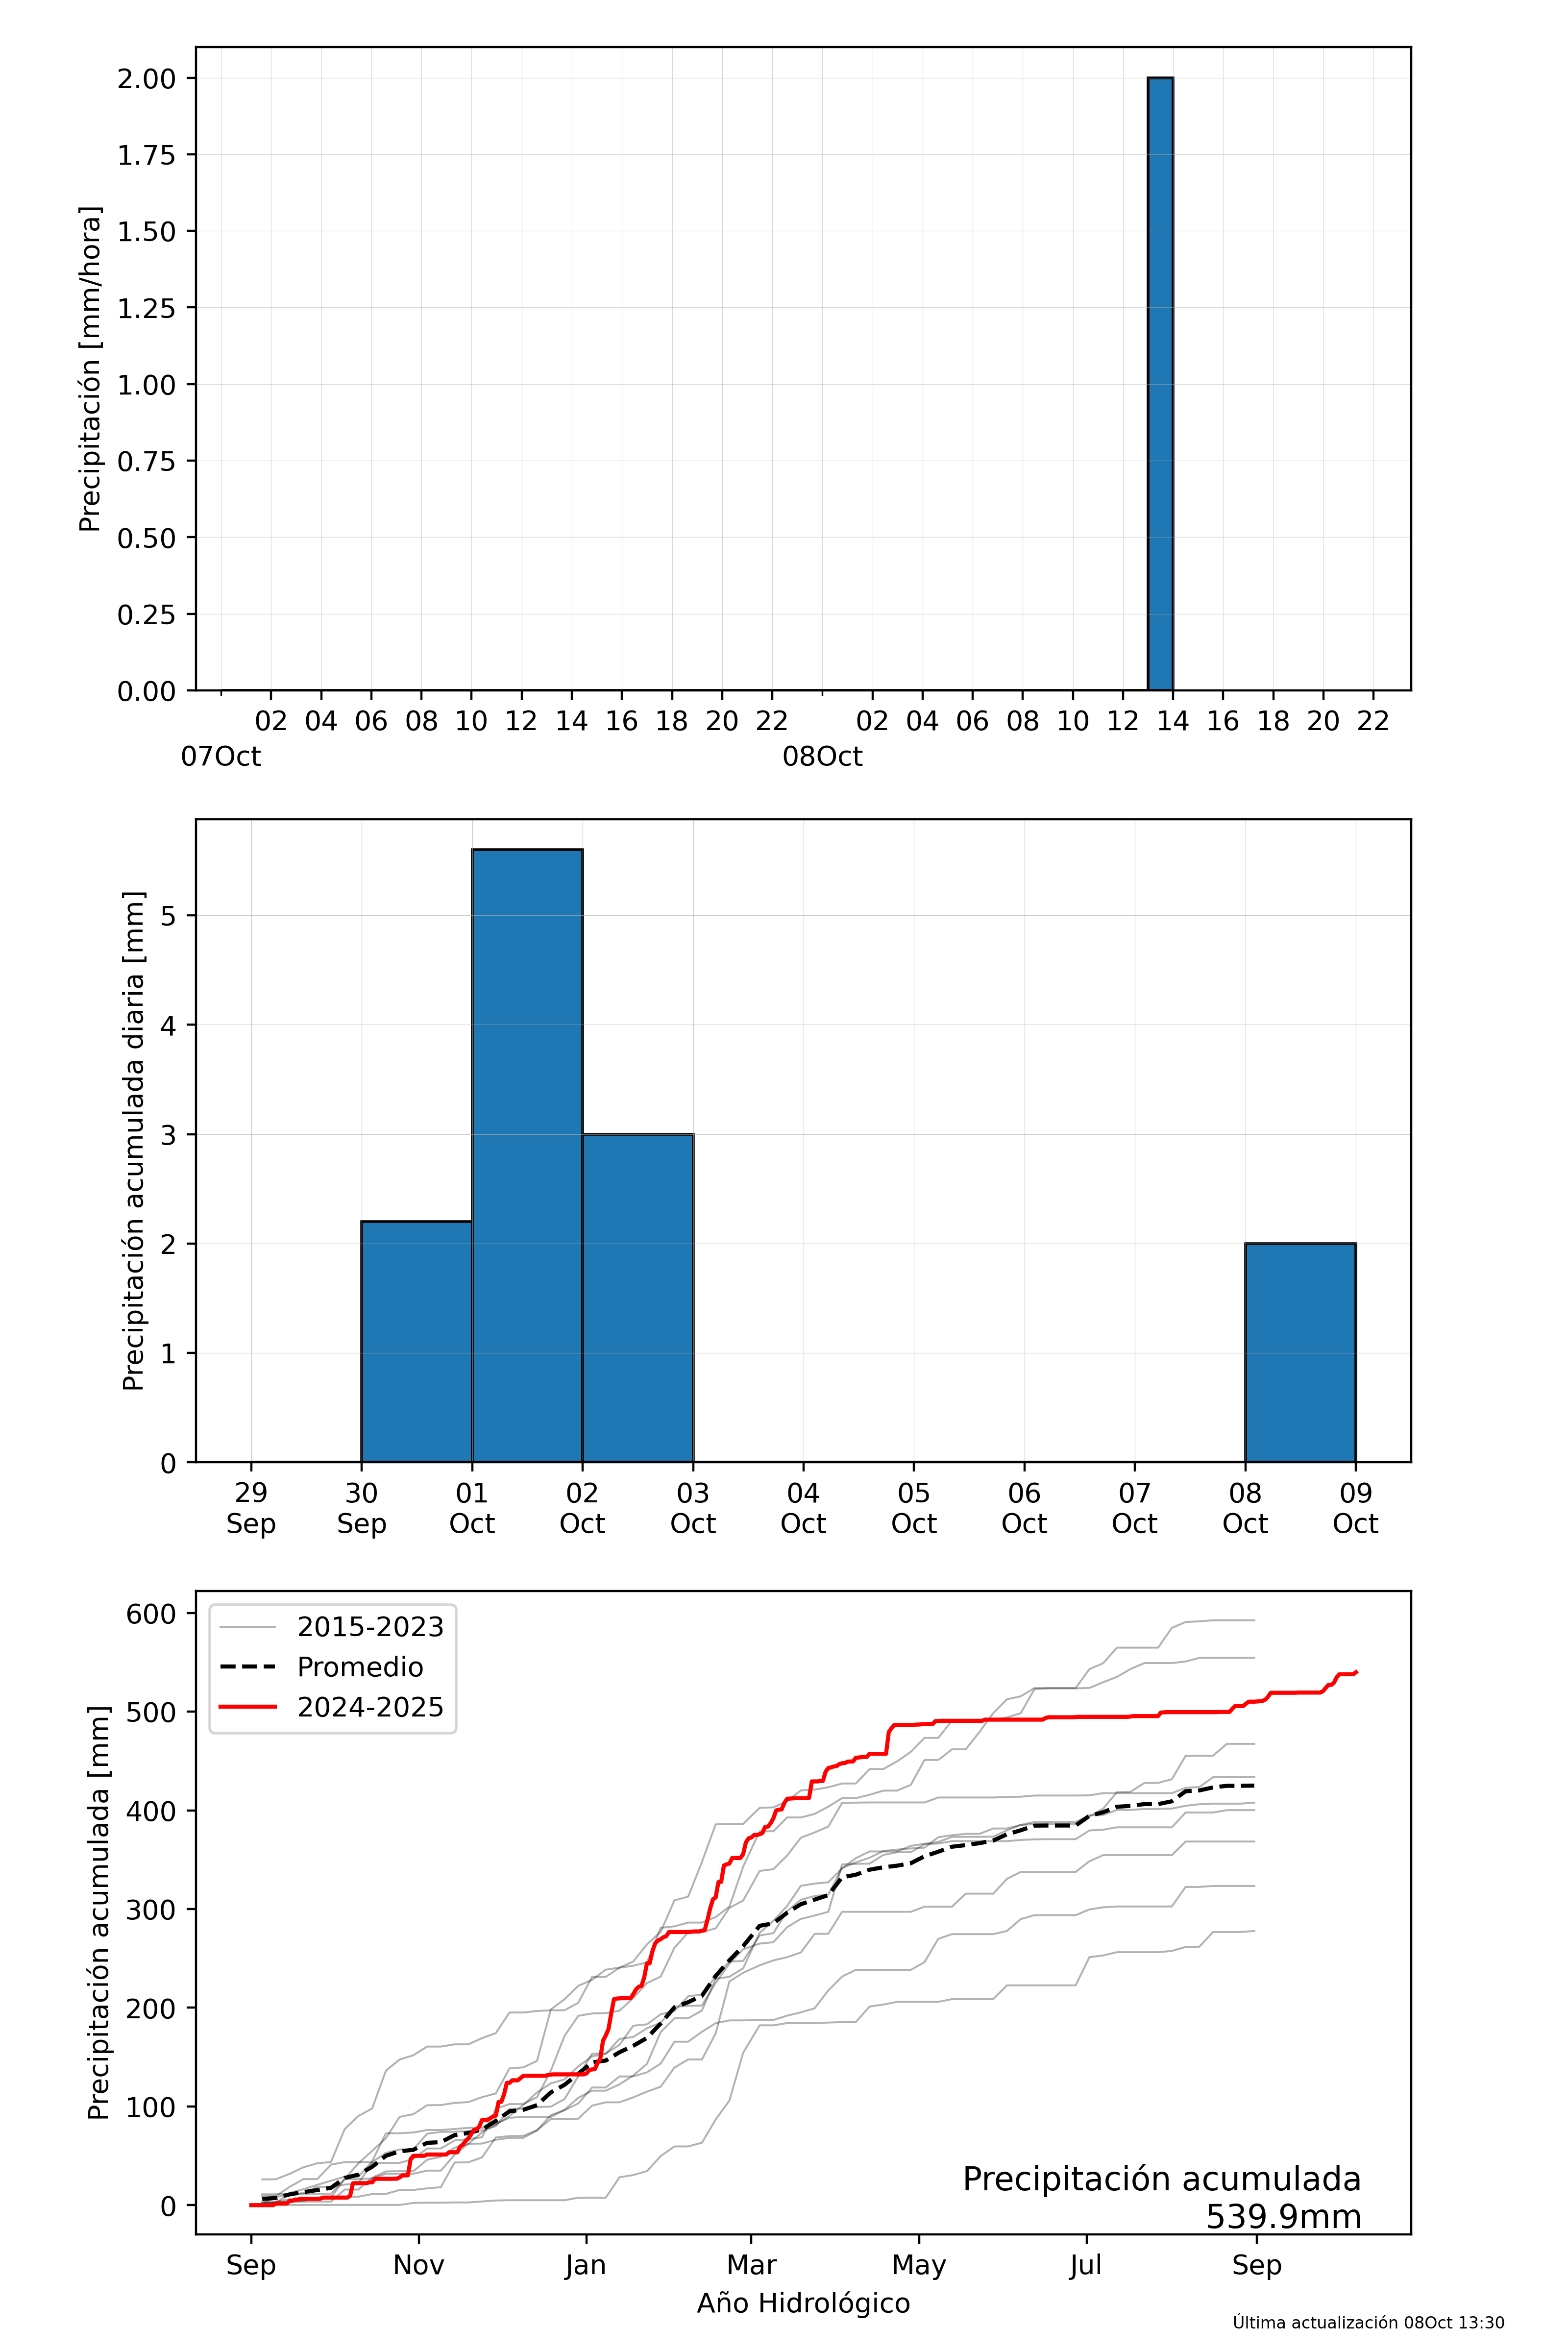 Precipitación [mm/hora]
2.00
1.75
1.50
1.25
1.00
0.75
0.50
0.25
0.00
02 04 06 08 10 12 14 16 18 20 22 02 04 06 08 10 12 14 16 18 20 22
07Oct 08Oct
Precipitación acumulada diaria [mm]
5
4
3
2
1
0
29 30 01 02 03 04 05 06 07 08 09
Sep Sep Oct Oct Oct Oct Oct Oct Oct Oct Oct
Precipitación acumulada [mm]
600
500
400
300
200
100
0
2015-2023
Promedio
2024-2025
Precipitación acumulada
539.9mm
Sep Nov Jan Mar May Jul Sep
Año Hidrológico
Última actualización 08Oct 13:30